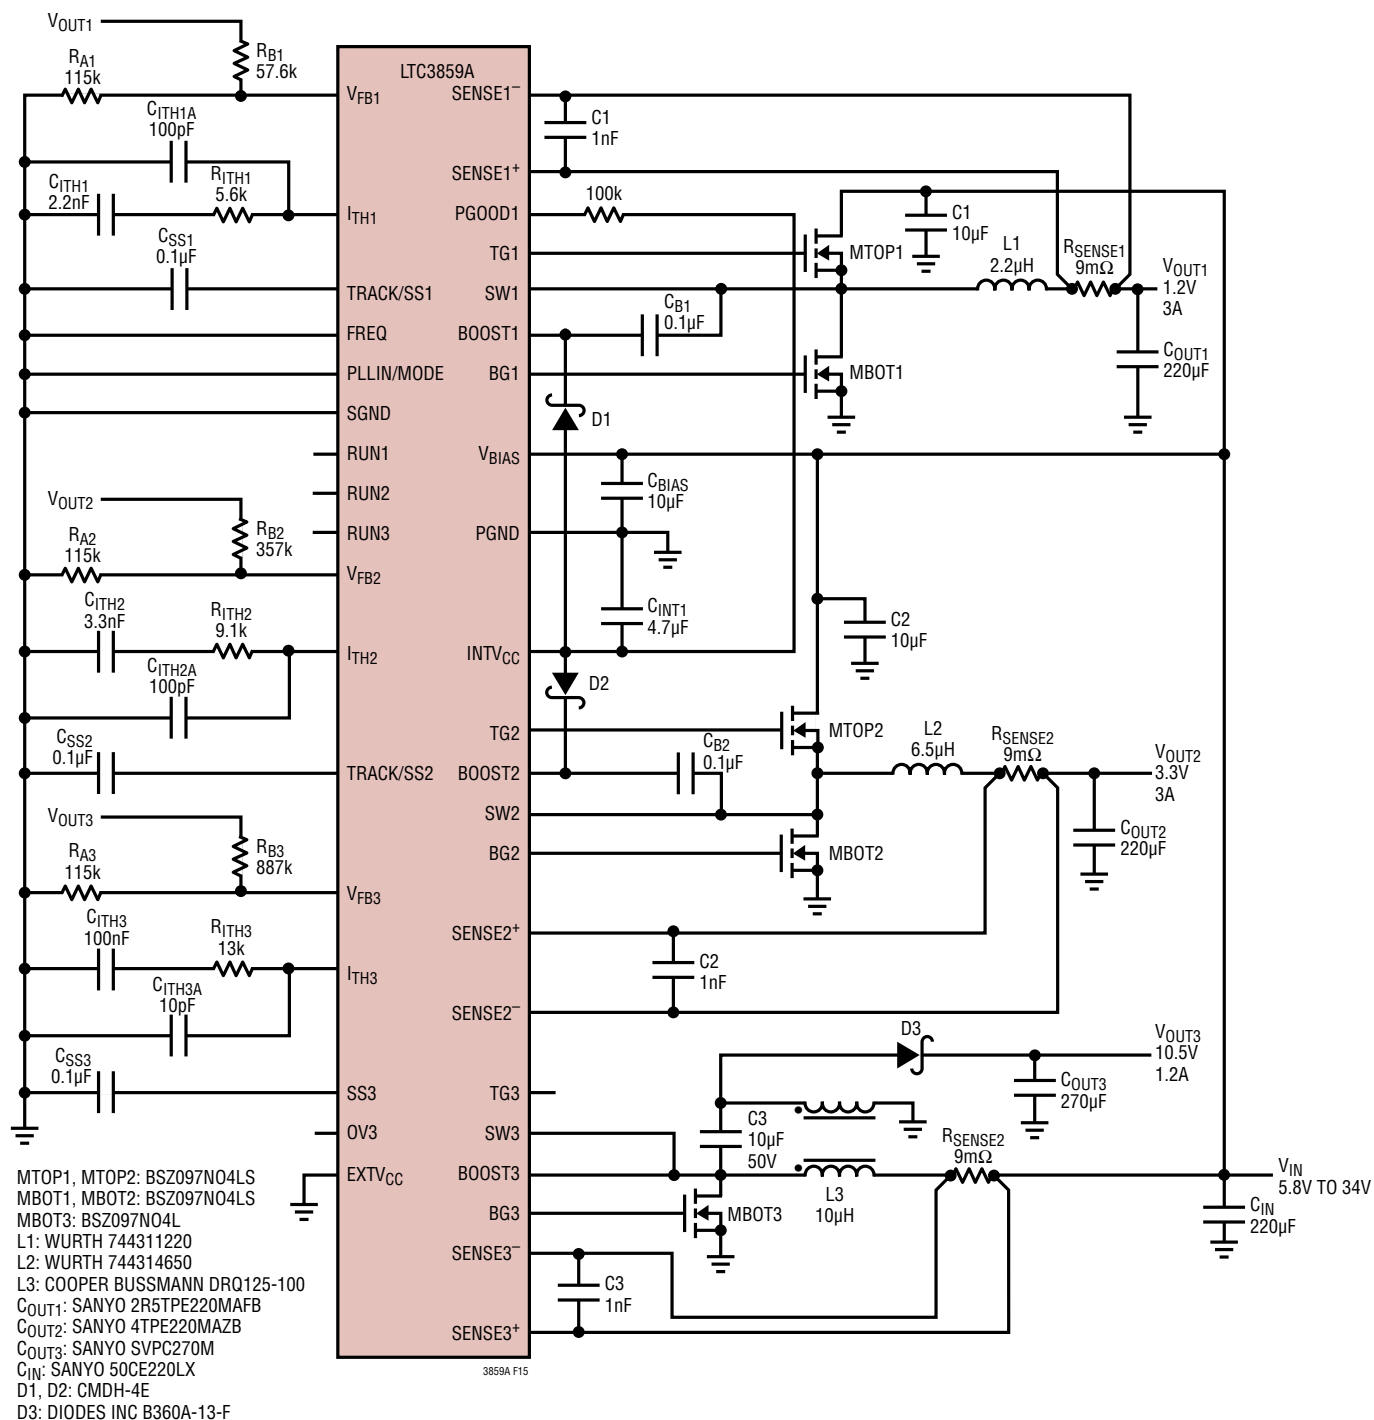 VOUT1
RA1
115k
RB1
57.6k
CITH1A
100pF
CITH1
2.2nF
RITH1
5.6k
CSS1
0.1µF
VOUT2
RA2
115k
RB2
357k
CITH2
3.3nF
RITH2
9.1k
CITH2A
100pF
CSS2
0.1µF
VOUT3
RA3
115k
RB3
887k
CITH3
100nF
RITH3
13k
CITH3A
10pF
CSS3
0.1µF
LTC3859A
VFB1
ITH1
TRACK/SS1
FREQ
PLLIN/MODE
SGND
RUN1
RUN2
RUN3
VFB2
ITH2
TRACK/SS2
VFB3
ITH3
SS3
OV3
EXTVCC
SENSE1–
SENSE1+
PGOOD1
TG1
SW1
BOOST1
BG1
VBIAS
PGND
INTVCC
TG2
BOOST2
SW2
BG2
SENSE2+
SENSE2–
TG3
SW3
BOOST3
BG3
SENSE3–
SENSE3+
C1
1nF
100k
MTOP1
C1
10µF
L1
2.2µH
RSENSE1
9mΩ
VOUT1
1.2V
3A
CB1
0.1µF
MBOT1
COUT1
220µF
D1
CBIAS
10µF
CINT1
4.7µF
C2
10µF
D2
MTOP2
L2
6.5µH
RSENSE2
9mΩ
VOUT2
3.3V
3A
CB2
0.1µF
MBOT2
COUT2
220µF
C2
1nF
D3
VOUT3
10.5V
1.2A
COUT3
270µF
C3
10µF
50V
RSENSE2
9mΩ
L3
10µH
MBOT3
VIN
5.8V TO 34V
CIN
220µF
C3
1nF
3859A F15
MTOP1, MTOP2: BSZ097NO4LS
MBOT1, MBOT2: BSZ097NO4LS
MBOT3: BSZ097NO4L
L1: WURTH 744311220
L2: WURTH 744314650
L3: COOPER BUSSMANN DRQ125-100
COUT1: SANYO 2R5TPE220MAFB
COUT2: SANYO 4TPE220MAZB
COUT3: SANYO SVPC270M
CIN: SANYO 50CE220LX
D1, D2: CMDH-4E
D3: DIODES INC B360A-13-F